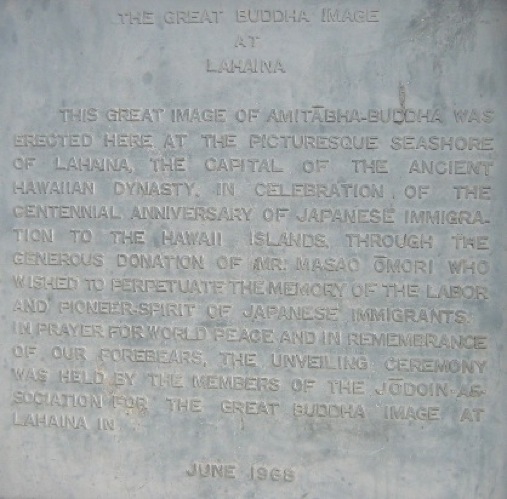 THE GREAT BUDDHA IMAGE
AT
LAHAINA
THIS GREAT IMAGE OF AMITĀBHA-BUDDHA WAS
ERECTED HERE AT THE PICTURESQUE SEASHORE
OF LAHAINA, THE CAPITAL OF THE ANCIENT
HAWAIIAN DYNASTY, IN CELEBRATION OF THE
CENTENNIAL ANNIVERSARY OF JAPANESE IMMIGRA-
TION TO THE HAWAII ISLANDS, THROUGH THE
GENEROUS DONATION OF MR. MASAO ŌMORI WHO
WISHED TO PERPETUATE THE MEMORY OF THE LABOR
AND PIONEER-SPIRIT OF JAPANESE IMMIGRANTS.
IN PRAYER FOR WORLD PEACE AND IN REMEMBRANCE
OF OUR FOREBEARS, THE UNVEILING CEREMONY
WAS HELD BY THE MEMBERS OF THE JŌDOIN-AS-
SOCIATION FOR THE GREAT BUDDHA IMAGE AT
LAHAINA IN
JUNE 1968